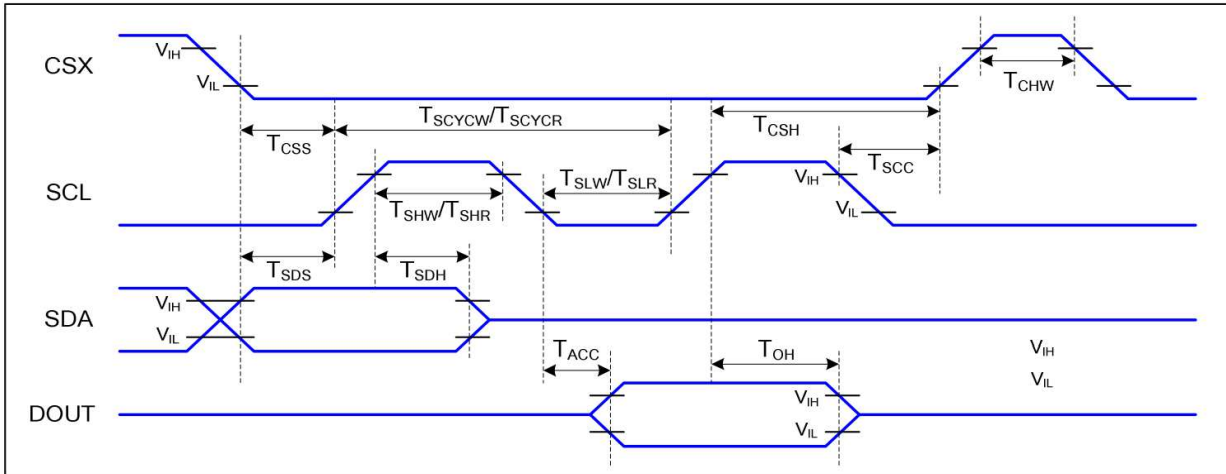 CSX
VIH
VIL
TCHW
TSCYCW/TSCYCR
TCSH
TCSS
TSCC
SCL
TSLW/TSLR
VIH
TSHW/TSHR
VIL
TSDS
TSDH
SDA
VIH
VIL
TACC
TOH
VIH
VIL
DOUT
VIH
VIL